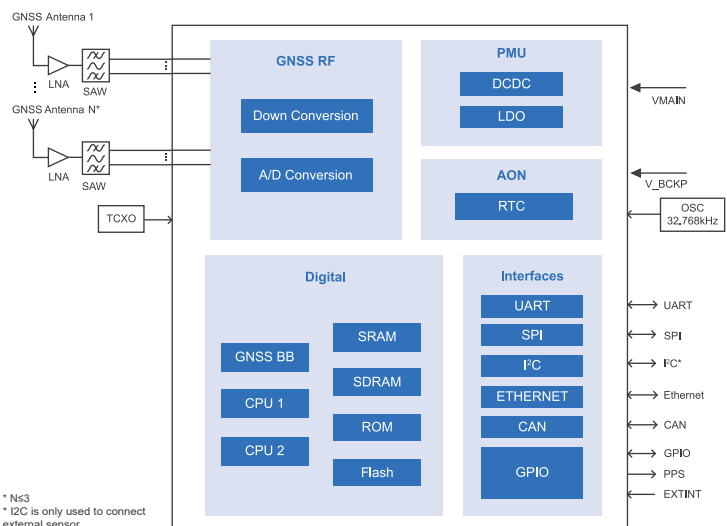 GNSS Antenna 1
LNA
SAW
GNSS Antenna N*
LNA
SAW
TCXO
GNSS RF
Down Conversion
A/D Conversion
PMU
DCDC
LDO
AON
RTC
VMAIN
V_BCKP
OSC
32.768kHz
Digital
GNSS BB
CPU 1
CPU 2
SRAM
SDRAM
ROM
Flash
Interfaces
UART
SPI
I²C
ETHERNET
CAN
GPIO
UART
SPI
I²C*
Ethernet
CAN
GPIO
PPS
EXTINT
* N≤3
* I2C is only used to connect
external sensor